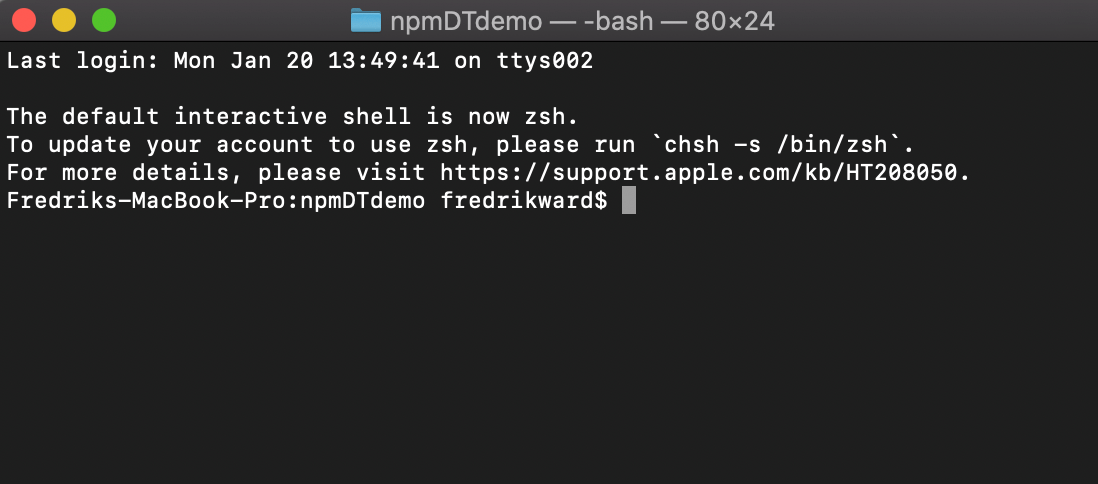 npmDTdemo — -bash — 80×24
Last login: Mon Jan 20 13:49:41 on ttys002
The default interactive shell is now zsh.
To update your account to use zsh, please run `chsh -s /bin/zsh`.
For more details, please visit https://support.apple.com/kb/HT208050.
Fredriks-MacBook-Pro:npmDTdemo fredrikward$